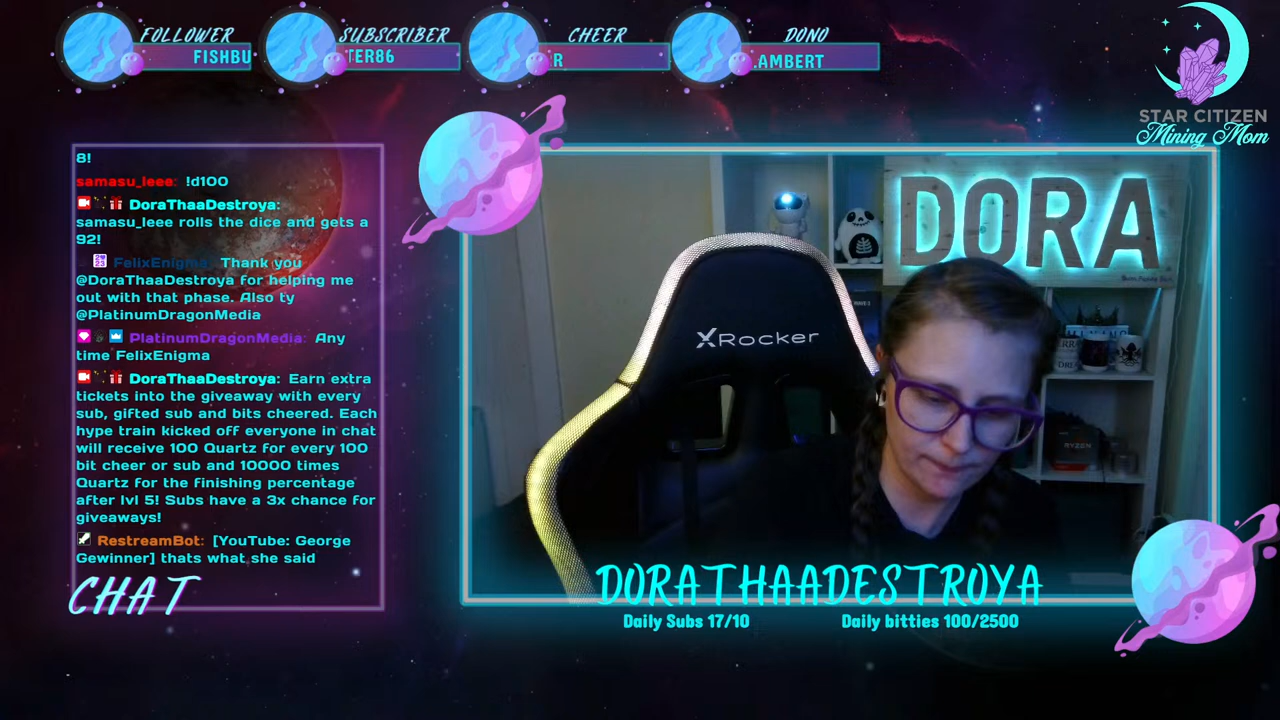 FOLLOWER
FISHBU
SUBSCRIBER
TER86
CHEER
R
DONO
LAMBERT
STAR CITIZEN
Mining Mom
8!
samasu_leee: !d100
DoraThaaDestroya:
samasu_leee rolls the dice and gets a
92!
FelixEnigma: Thank you
@DoraThaaDestroya for helping me
out with that phase. Also ty
@PlatinumDragonMedia
PlatinumDragonMedia: Any
time FelixEnigma
DoraThaaDestroya: Earn extra
tickets into the giveaway with every
sub, gifted sub and bits cheered. Each
hype train kicked off everyone in chat
will receive 100 Quartz for every 100
bit cheer or sub and 10000 times
Quartz for the finishing percentage
after lvl 5! Subs have a 3x chance for
giveaways!
RestreamBot: [YouTube: George
Gewinner] thats what she said
CHAT
DORA
XRocker
RYZEN
DORATHAADESTROYA
Daily Subs 17/10
Daily bitties 100/2500